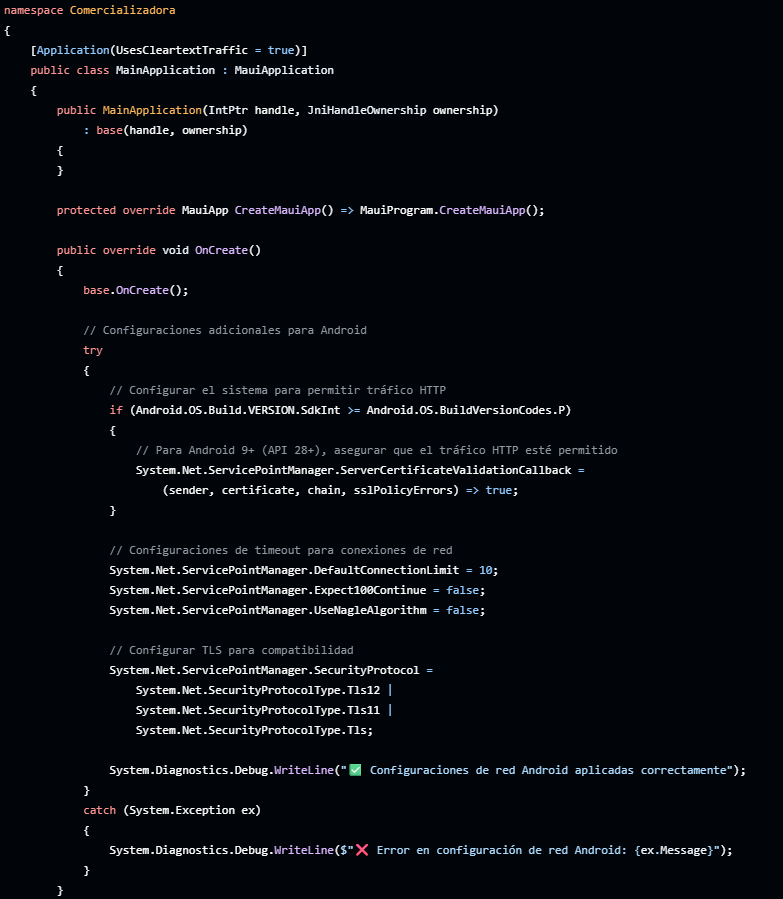 namespace Comercializadora
{
    [Application(UsesCleartextTraffic = true)]
    public class MainApplication : MauiApplication
    {
        public MainApplication(IntPtr handle, JniHandleOwnership ownership)
            : base(handle, ownership)
        {
        }

        protected override MauiApp CreateMauiApp() => MauiProgram.CreateMauiApp();

        public override void OnCreate()
        {
            base.OnCreate();

            // Configuraciones adicionales para Android
            try
            {
                // Configurar el sistema para permitir tráfico HTTP
                if (Android.OS.Build.VERSION.SdkInt >= Android.OS.BuildVersionCodes.P)
                {
                    // Para Android 9+ (API 28+), asegurar que el tráfico HTTP esté permitido
                    System.Net.ServicePointManager.ServerCertificateValidationCallback =
                        (sender, certificate, chain, sslPolicyErrors) => true;
                }

                // Configuraciones de timeout para conexiones de red
                System.Net.ServicePointManager.DefaultConnectionLimit = 10;
                System.Net.ServicePointManager.Expect100Continue = false;
                System.Net.ServicePointManager.UseNagleAlgorithm = false;

                // Configurar TLS para compatibilidad
                System.Net.ServicePointManager.SecurityProtocol =
                    System.Net.SecurityProtocolType.Tls12 |
                    System.Net.SecurityProtocolType.Tls11 |
                    System.Net.SecurityProtocolType.Tls;

                System.Diagnostics.Debug.WriteLine("✅ Configuraciones de red Android aplicadas correctamente");
            }
            catch (System.Exception ex)
            {
                System.Diagnostics.Debug.WriteLine($"❌ Error en configuración de red Android: {ex.Message}");
            }
        }